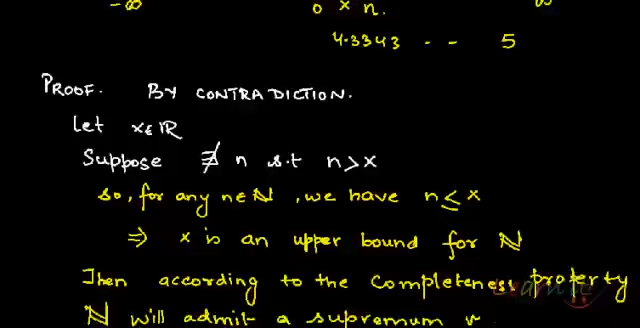 -∞ 0 x n. ∞
4.3343 -- 5
PROOF. BY CONTRADICTION.
Let x∈ℝ
Suppose ∄ n s.t n>x
So, for any n∈ℕ, we have n≤x
⇒ x is an upper bound for ℕ
Then according to the completeness property
ℕ will admit a supremum